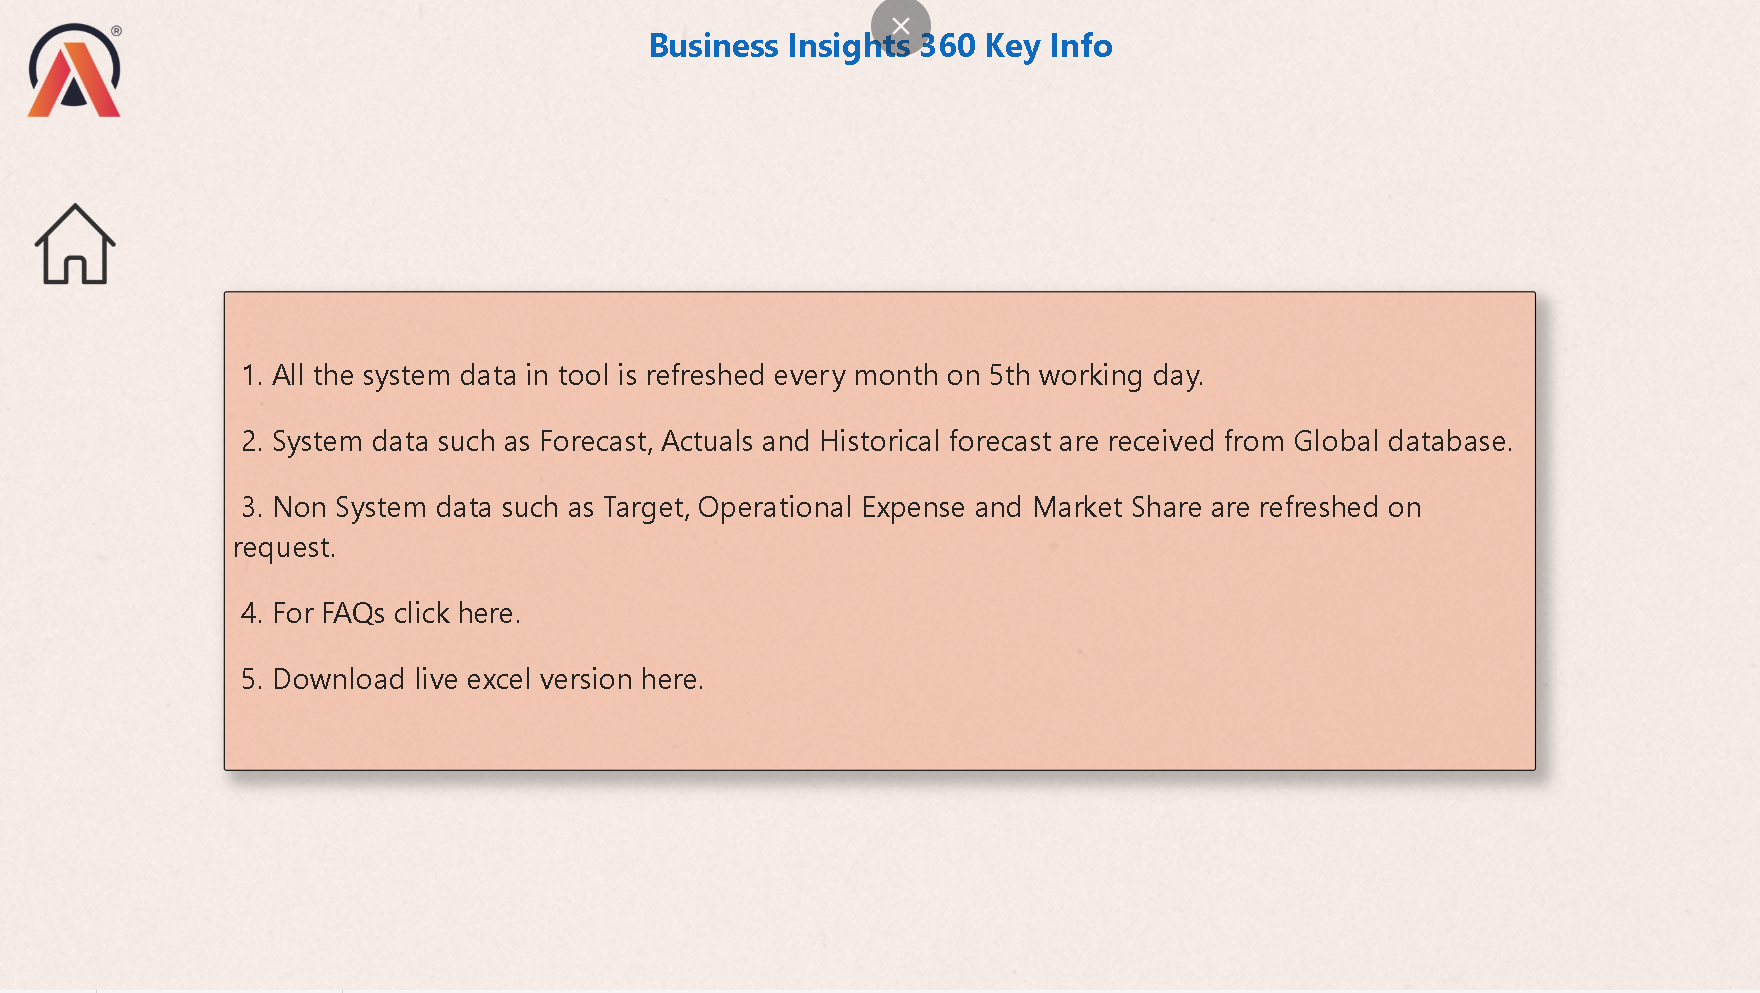 ®
Business Insights 360 Key Info
1. All the system data in tool is refreshed every month on 5th working day.
2. System data such as Forecast, Actuals and Historical forecast are received from Global database.
3. Non System data such as Target, Operational Expense and Market Share are refreshed on
request.
4. For FAQs click here.
5. Download live excel version here.